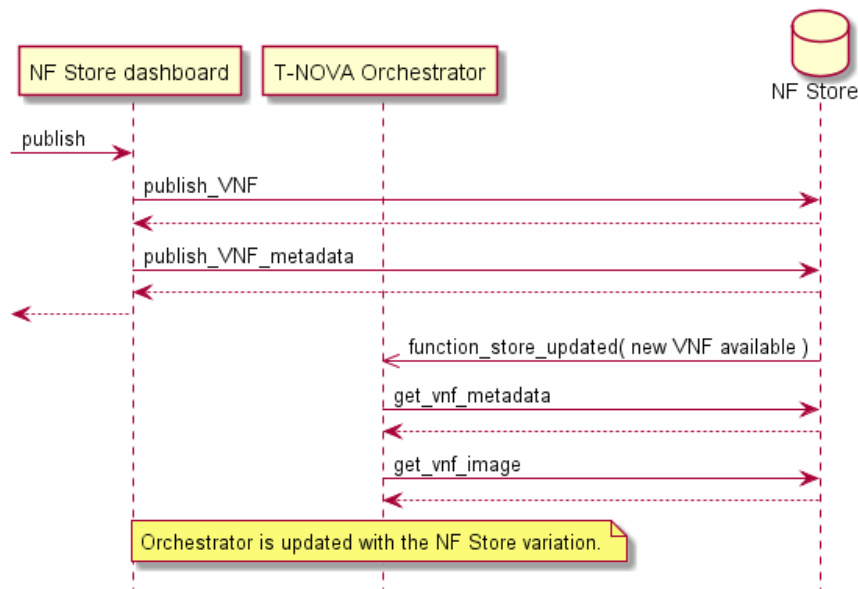 NF Store dashboard
T-NOVA Orchestrator
NF Store
publish
publish_VNF
publish_VNF_metadata
function_store_updated( new VNF available )
get_vnf_metadata
get_vnf_image
Orchestrator is updated with the NF Store variation.